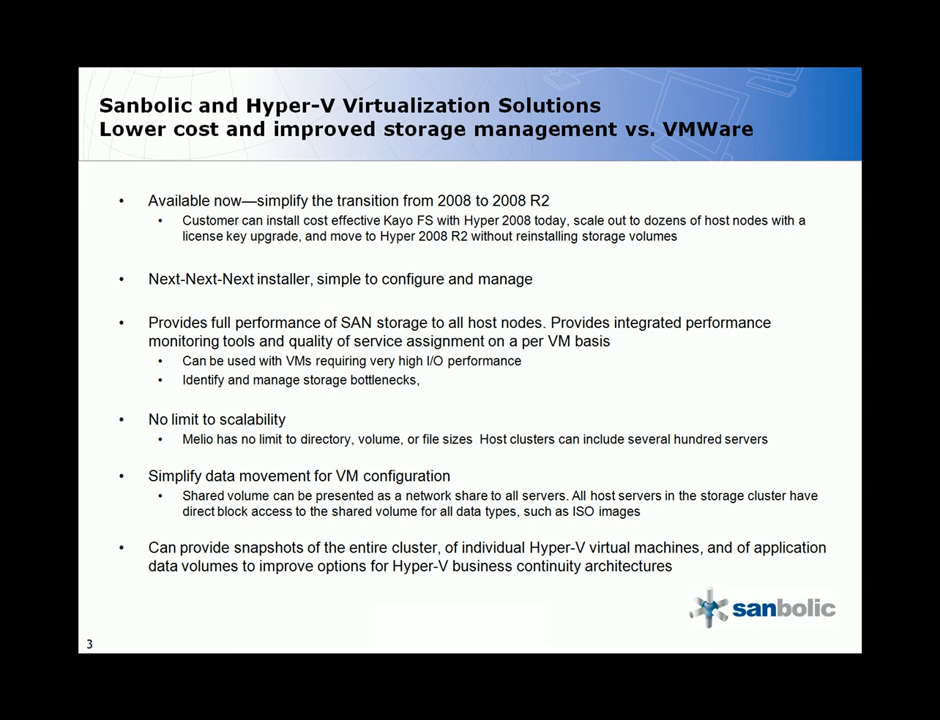 Sanbolic and Hyper-V Virtualization Solutions
Lower cost and improved storage management vs. VMWare
• Available now—simplify the transition from 2008 to 2008 R2
• Customer can install cost effective Kayo FS with Hyper 2008 today, scale out to dozens of host nodes with a
license key upgrade, and move to Hyper 2008 R2 without reinstalling storage volumes
• Next-Next-Next installer, simple to configure and manage
• Provides full performance of SAN storage to all host nodes. Provides integrated performance
monitoring tools and quality of service assignment on a per VM basis
• Can be used with VMs requiring very high I/O performance
• Identify and manage storage bottlenecks,
• No limit to scalability
• Melio has no limit to directory, volume, or file sizes  Host clusters can include several hundred servers
• Simplify data movement for VM configuration
• Shared volume can be presented as a network share to all servers. All host servers in the storage cluster have
direct block access to the shared volume for all data types, such as ISO images
• Can provide snapshots of the entire cluster, of individual Hyper-V virtual machines, and of application
data volumes to improve options for Hyper-V business continuity architectures
sanbolic
3